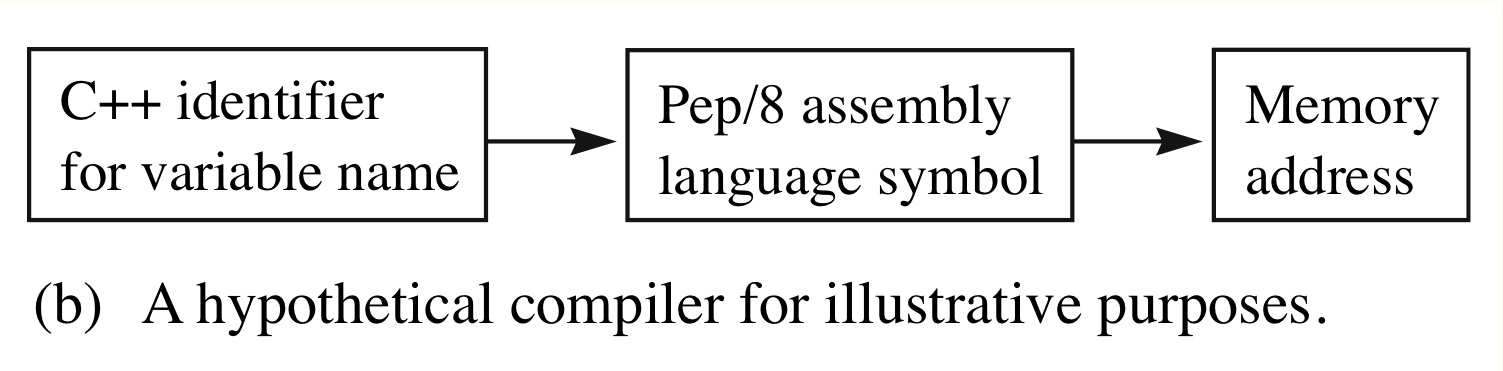 C++ identifier
for variable name
Pep/8 assembly
language symbol
Memory
address
(b) A hypothetical compiler for illustrative purposes.